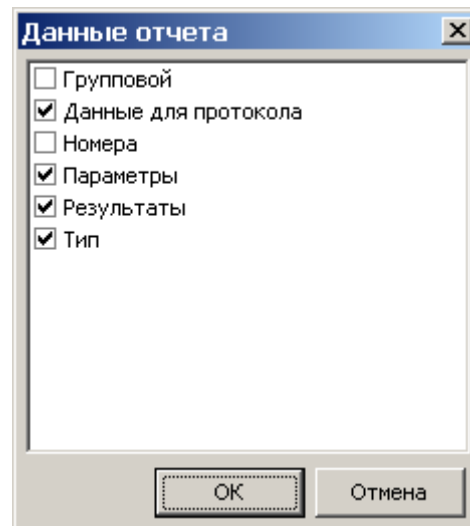 Данные отчета
Групповой
Данные для протокола
Номера
Параметры
Результаты
Тип
OK
Отмена